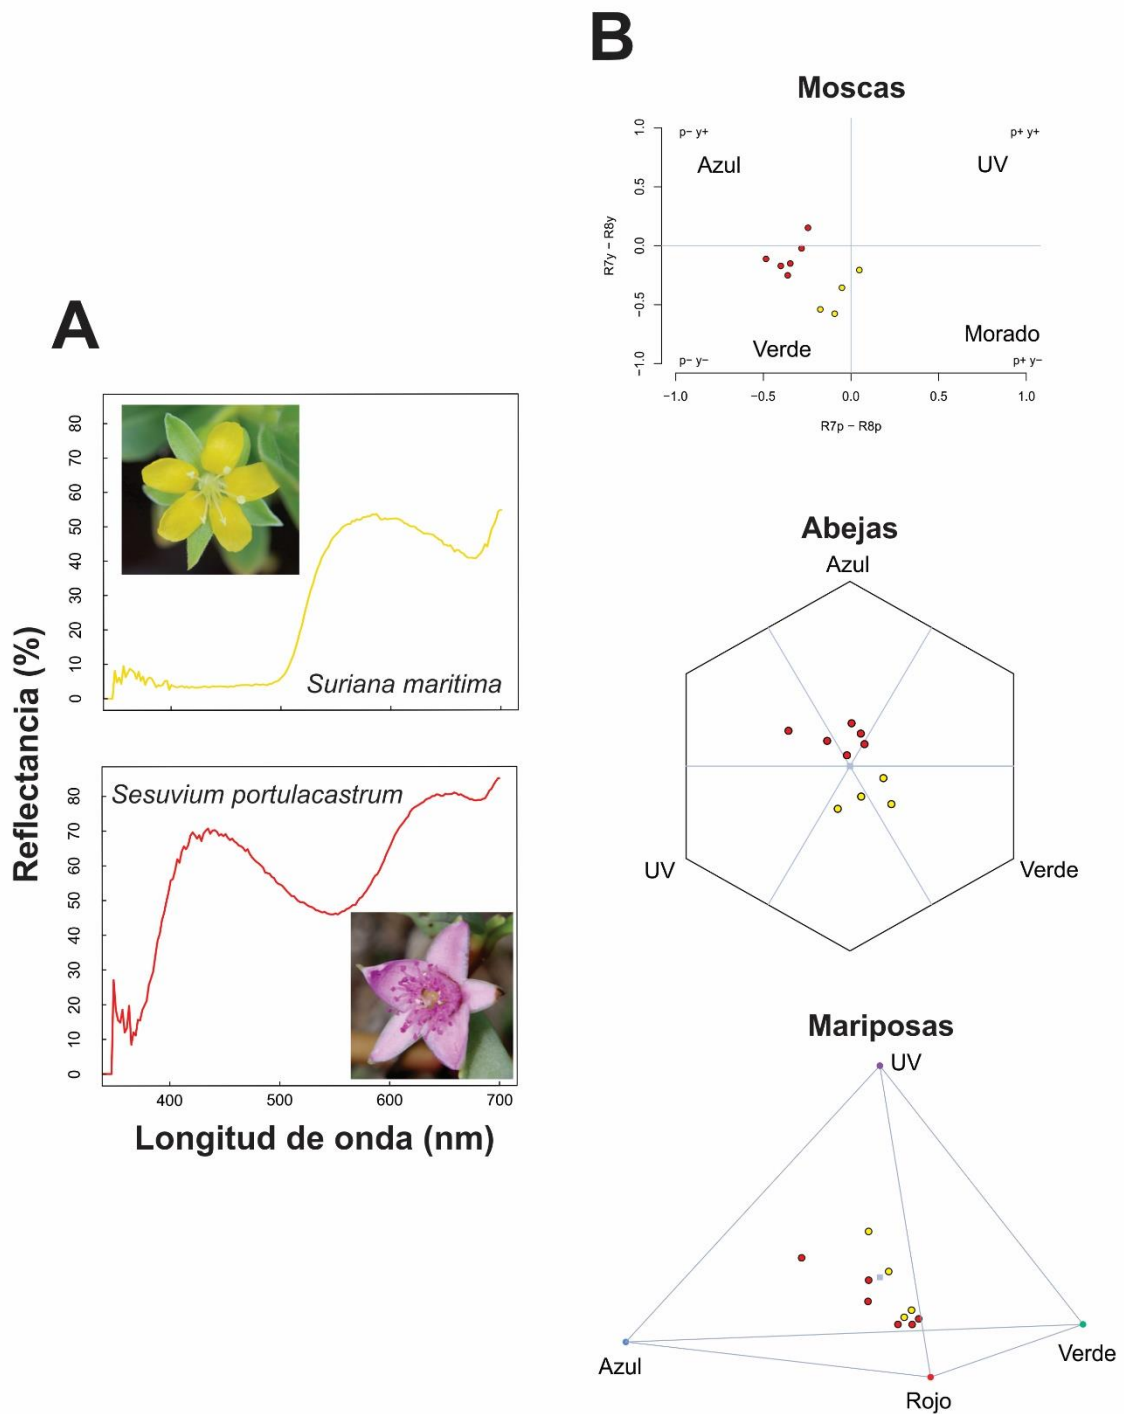 A
80
70
60
50
40
30
20
10
0
Suriana maritima
Sesuvium portulacastrum
80
70
60
50
40
30
20
10
0
400 500 600 700
Reflectancia (%)
Longitud de onda (nm)
B
Moscas
p− y+ p+ y+
Azul UV
1.0
0.5
0.0
−0.5
−1.0
R7y − R8y
Verde Morado
p− y− p+ y−
−1.0 −0.5 0.0 0.5 1.0
R7p − R8p
Abejas
Azul
UV Verde
Mariposas
UV
Azul Verde
Rojo